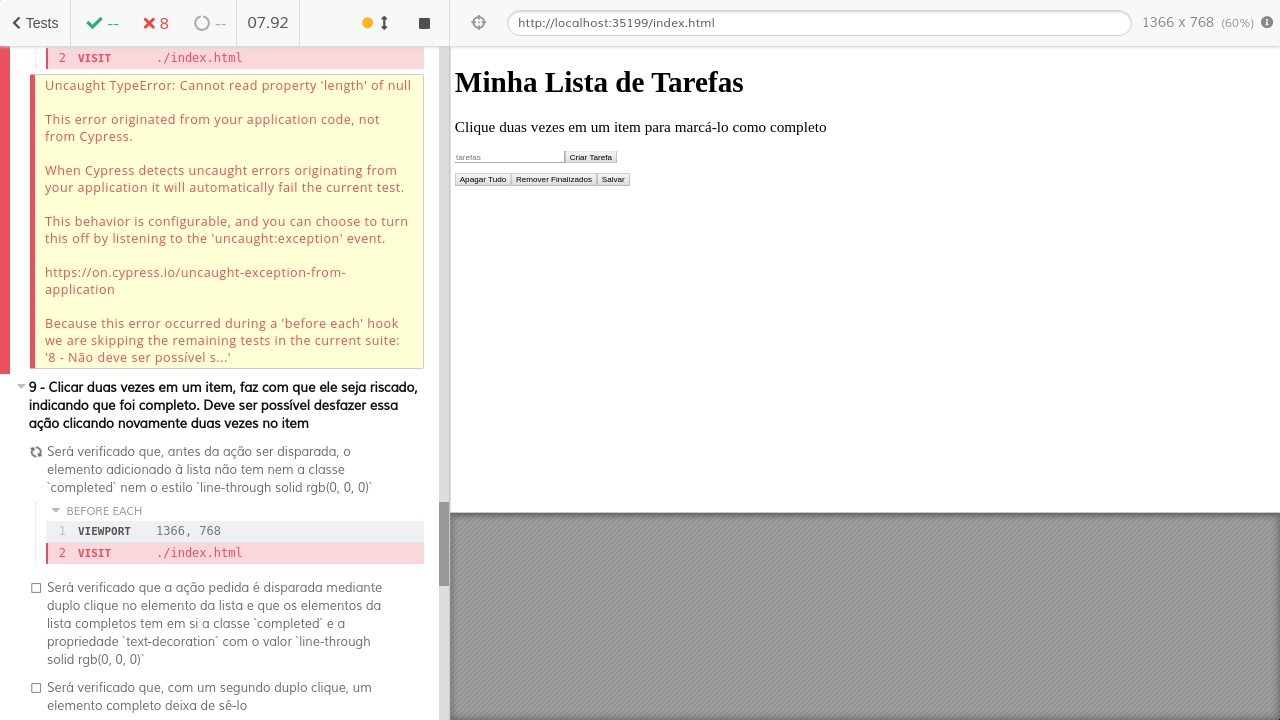 Tests
--
8
--
07.92
http://localhost:35199/index.html
1366 x 768 (60%)
2 VISIT ./index.html
Uncaught TypeError: Cannot read property 'length' of null
This error originated from your application code, not
from Cypress.
When Cypress detects uncaught errors originating from
your application it will automatically fail the current test.
This behavior is configurable, and you can choose to turn
this off by listening to the 'uncaught:exception' event.
https://on.cypress.io/uncaught-exception-from-
application
Because this error occurred during a 'before each' hook
we are skipping the remaining tests in the current suite:
'8 - Não deve ser possível s...'
9 - Clicar duas vezes em um item, faz com que ele seja riscado,
indicando que foi completo. Deve ser possível desfazer essa
ação clicando novamente duas vezes no item
Será verificado que, antes da ação ser disparada, o
elemento adicionado à lista não tem nem a classe
`completed` nem o estilo `line-through solid rgb(0, 0, 0)`
BEFORE EACH
1 VIEWPORT 1366, 768
2 VISIT ./index.html
Será verificado que a ação pedida é disparada mediante
duplo clique no elemento da lista e que os elementos da
lista completos tem em si a classe `completed` e a
propriedade `text-decoration` com o valor `line-through
solid rgb(0, 0, 0)`
Será verificado que, com um segundo duplo clique, um
elemento completo deixa de sê-lo
Minha Lista de Tarefas
Clique duas vezes em um item para marcá-lo como completo
tarefas Criar Tarefa
Apagar Tudo Remover Finalizados Salvar